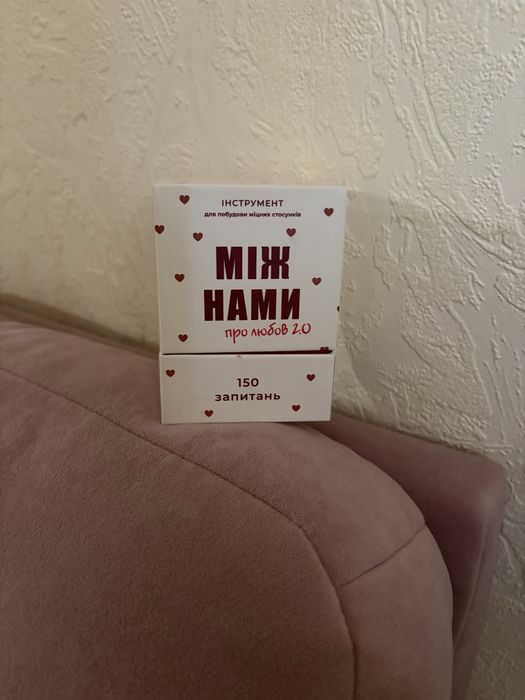 ІНСТРУМЕНТ
для побудови міцних стосунків
МІЖ
НАМИ
про любов 2.0
150
запитань